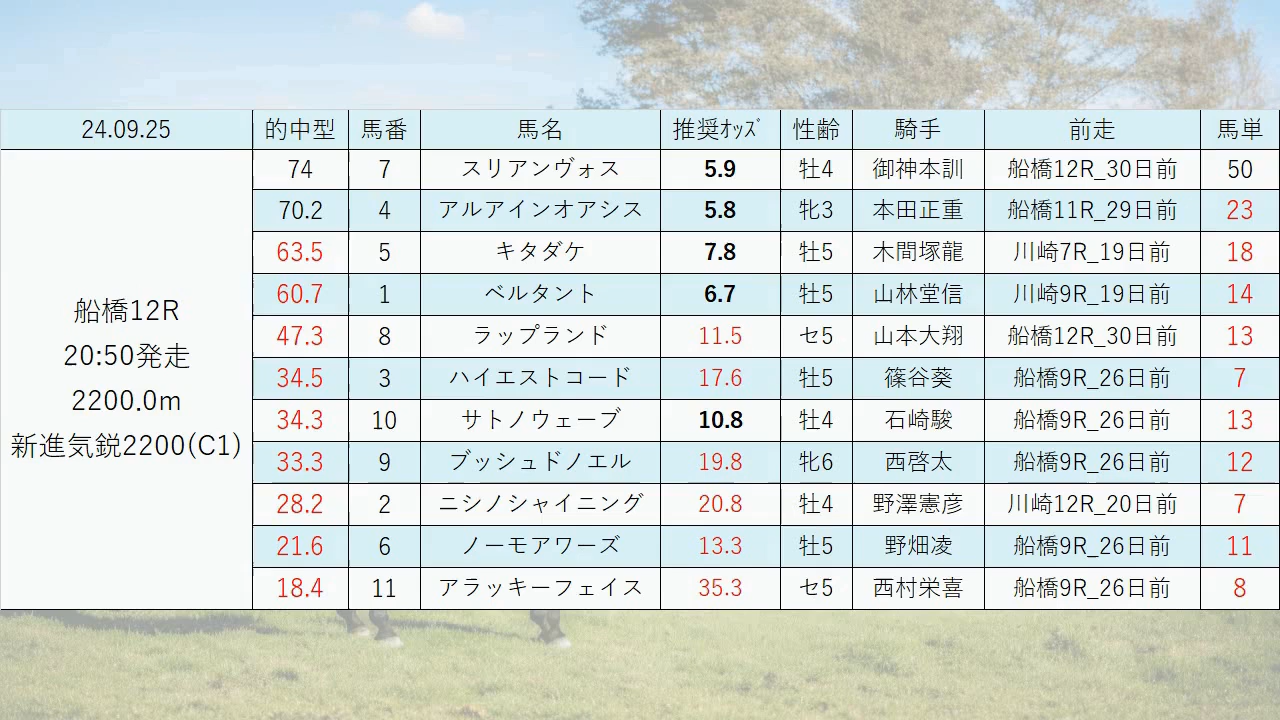 24.09.25 的中型 馬番 馬名 推奨ｵｯｽﾞ 性齢 騎手 前走 馬単
74 7 スリアンヴォス 5.9 牡4 御神本訓 船橋12R_30日前 50
70.2 4 アルアインオアシス 5.8 牝3 本田正重 船橋11R_29日前 23
63.5 5 キタダケ 7.8 牡5 木間塚龍 川崎7R_19日前 18
60.7 1 ベルタント 6.7 牡5 山林堂信 川崎9R_19日前 14
47.3 8 ラップランド 11.5 セ5 山本大翔 船橋12R_30日前 13
34.5 3 ハイエストコード 17.6 牡5 篠谷葵 船橋9R_26日前 7
34.3 10 サトノウェーブ 10.8 牡4 石崎駿 船橋9R_26日前 13
33.3 9 ブッシュドノエル 19.8 牝6 西啓太 船橋9R_26日前 12
28.2 2 ニシノシャイニング 20.8 牡4 野澤憲彦 川崎12R_20日前 7
21.6 6 ノーモアワーズ 13.3 牡5 野畑凌 船橋9R_26日前 11
18.4 11 アラッキーフェイス 35.3 セ5 西村栄喜 船橋9R_26日前 8
船橋12R
20:50発走
2200.0m
新進気鋭2200(C1)